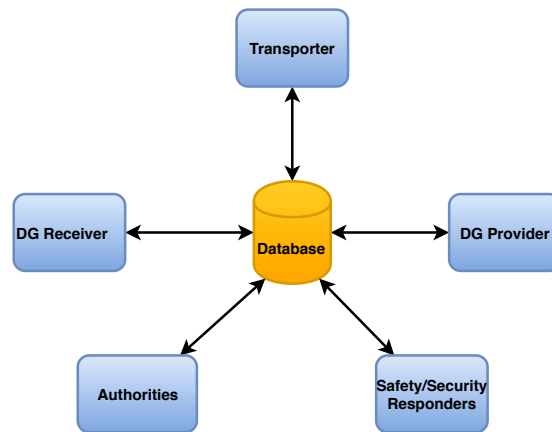 Transporter
DG Receiver
Database
DG Provider
Authorities
Safety/Security
Responders